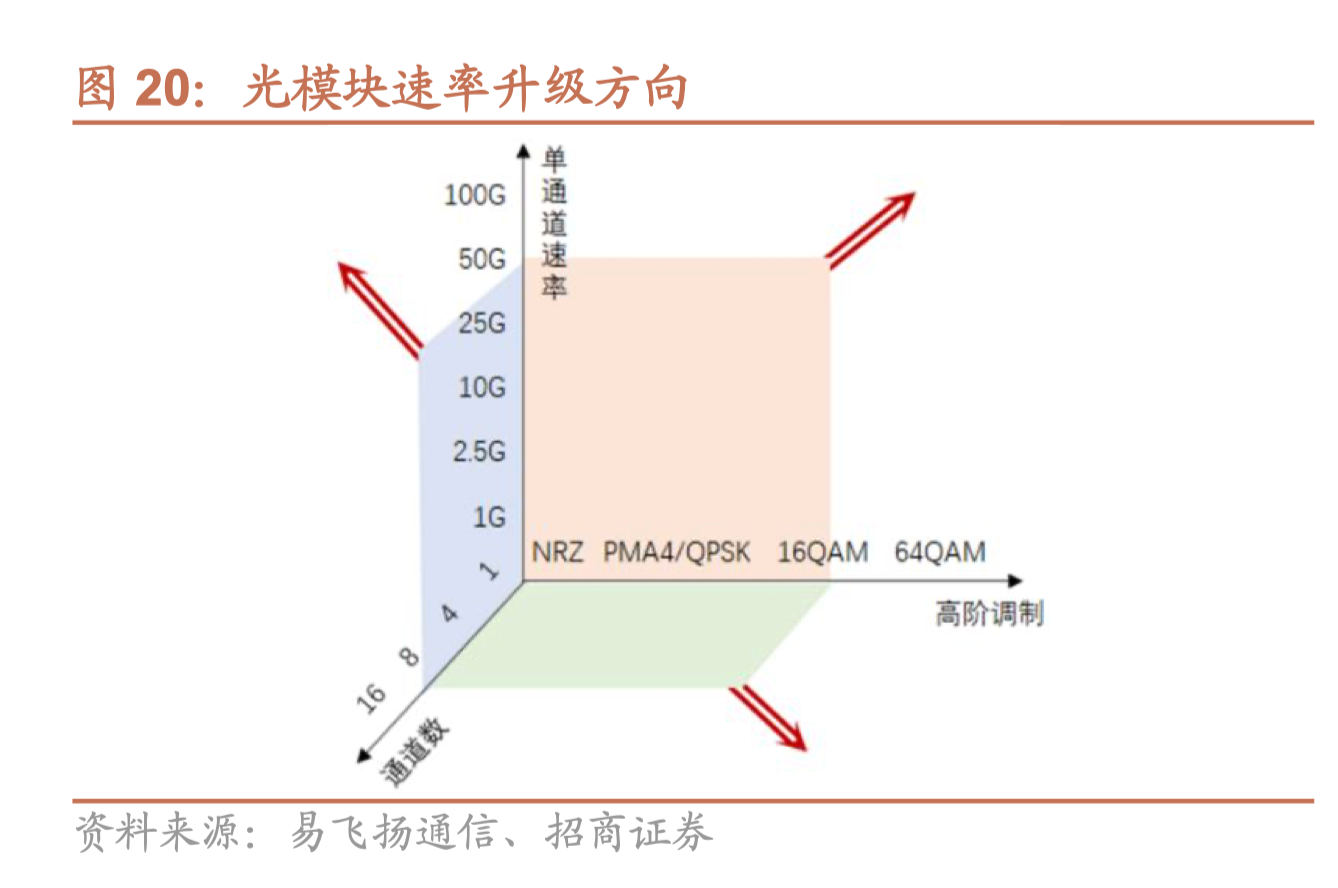 图 20：光模块速率升级方向
单通道速率
100G
50G
25G
10G
2.5G
1G
NRZ PMA4/QPSK 16QAM 64QAM
高阶调制
1
4
8
16
通道数
资料来源：易飞扬通信、招商证券